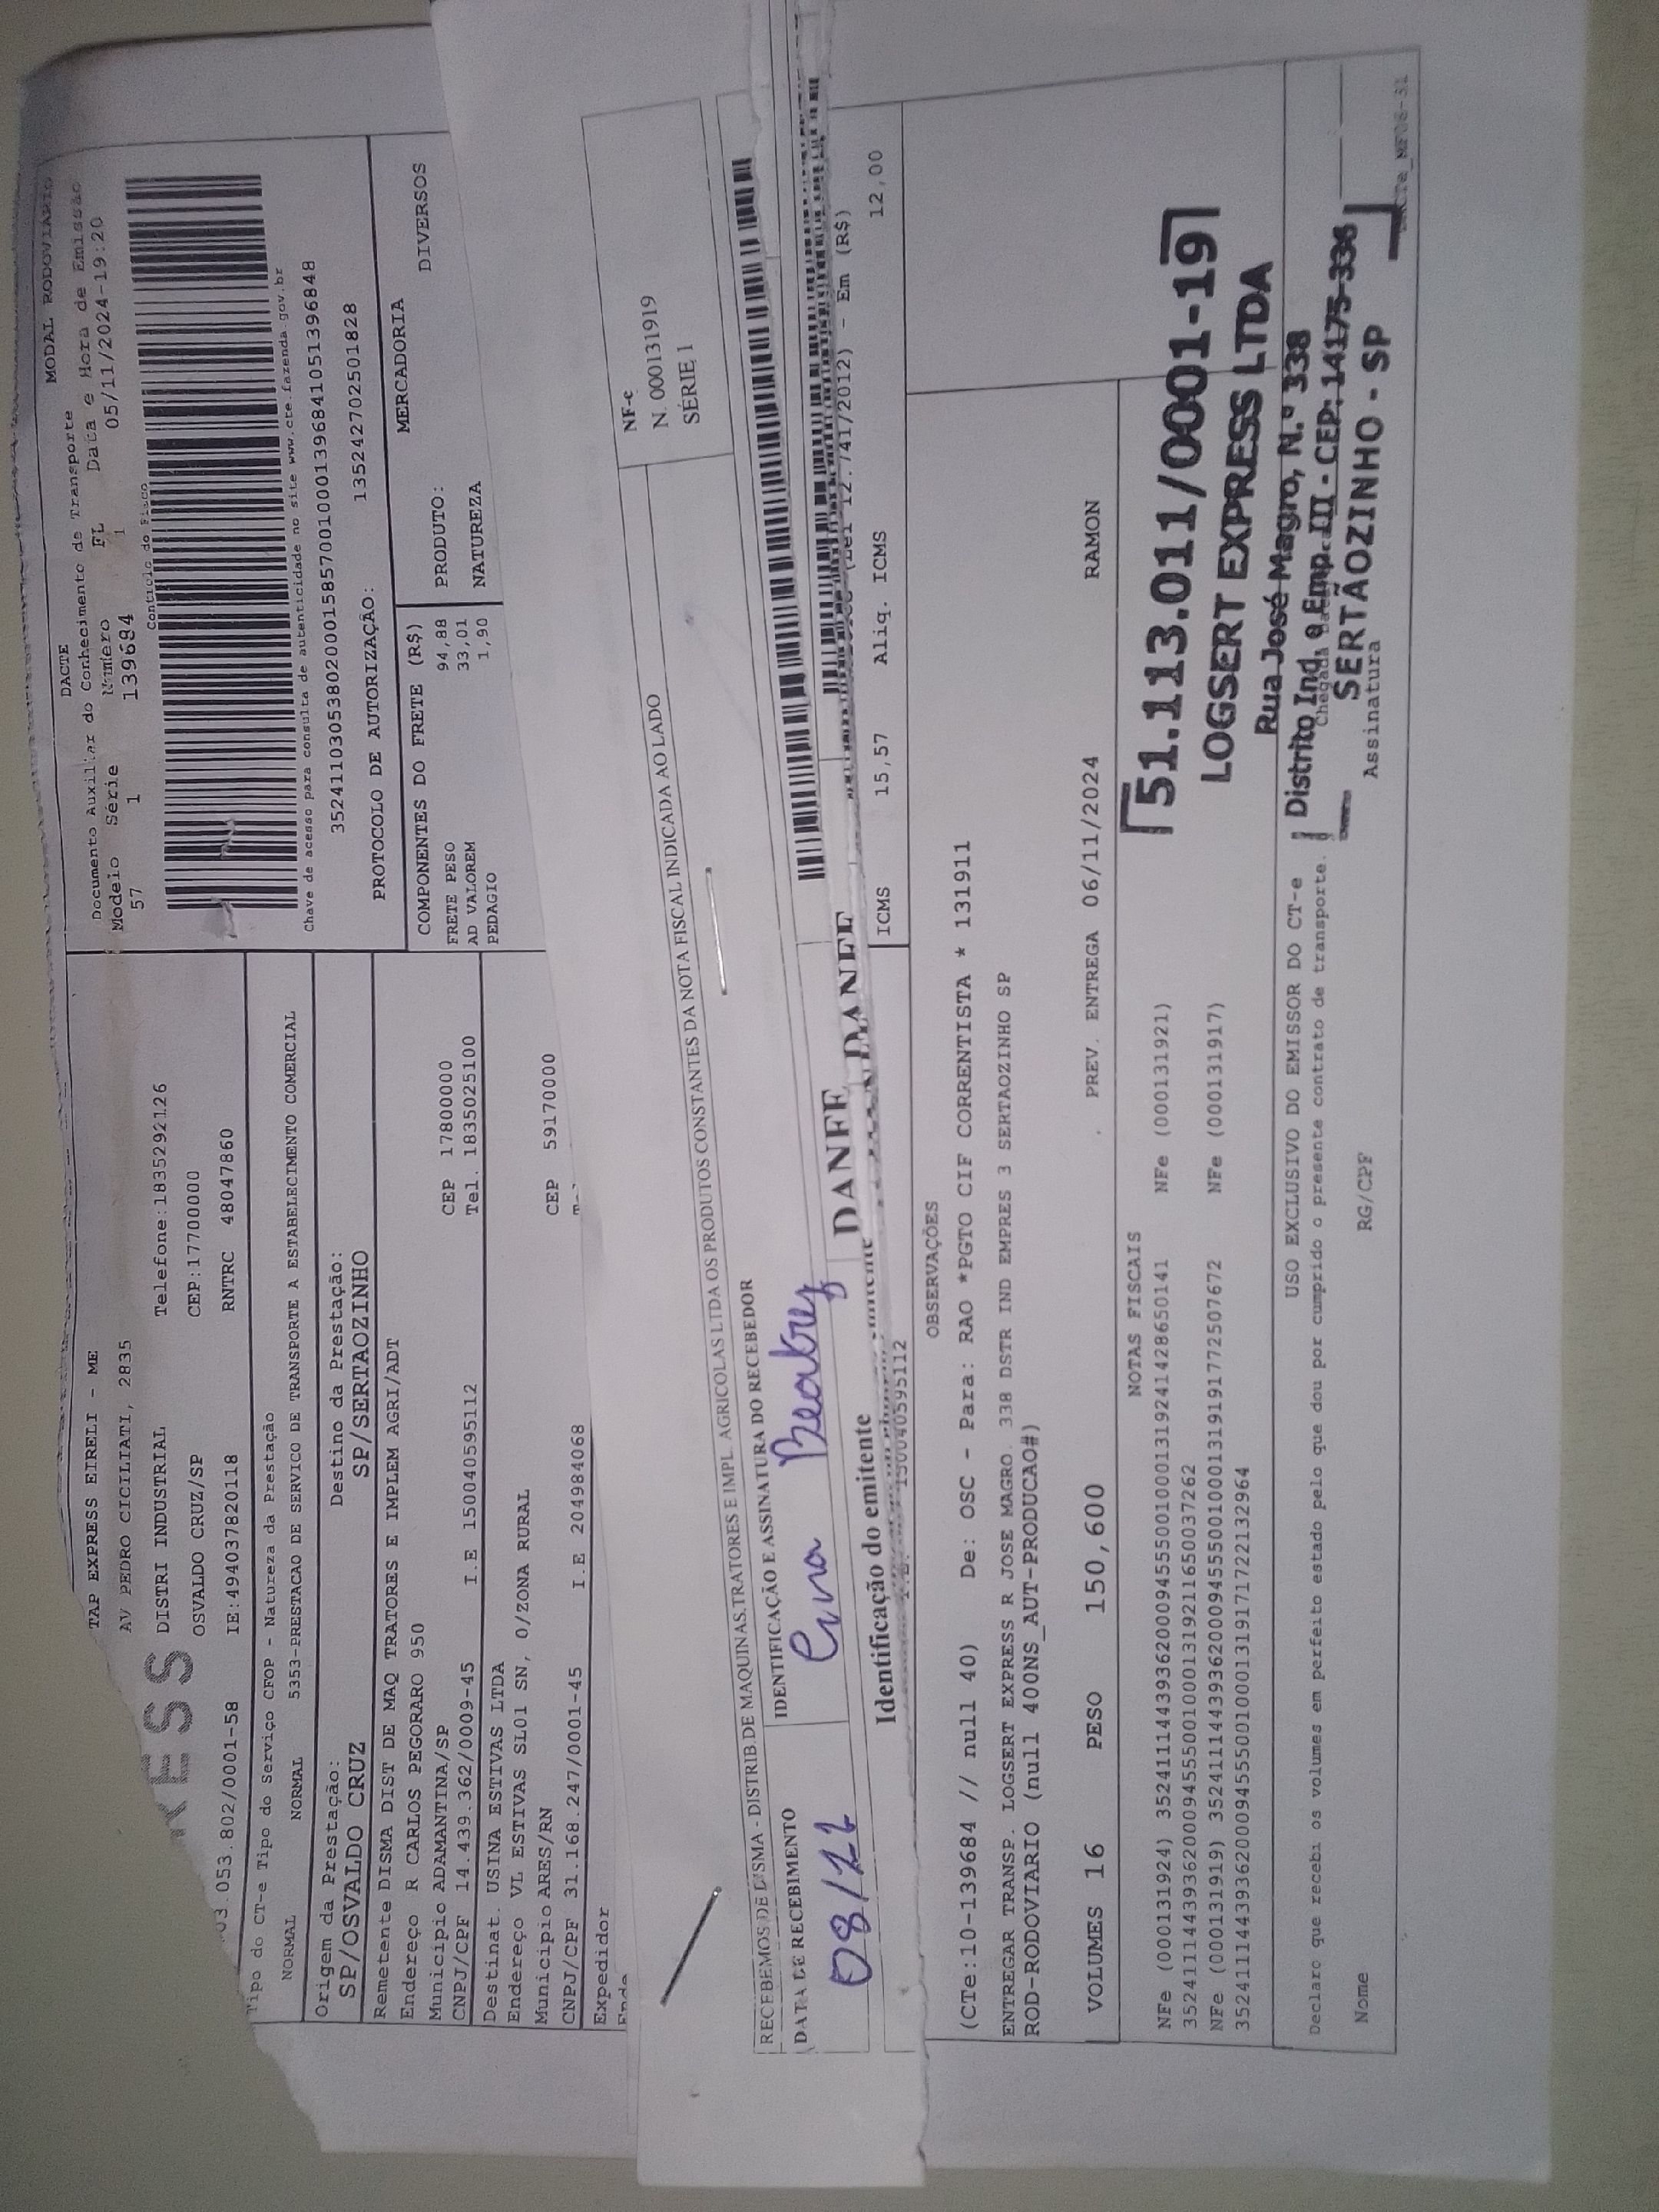 RESS
TAP EXPRESS EIRELI - ME
AV PEDRO CICILIATI, 2835
DISTRI INDUSTRIAL Telefone:1835292126
OSVALDO CRUZ/SP CEP:17700000
03.053.802/0001-58 IE:494037820118 RNTRC 48047860
DACTE MODAL RODOVIARIO
Documento Auxiliar do Conhecimento de Transporte
Modelo Série Número FL Data e Hora de Emissão
57 1 139684 1 05/11/2024-19:20
Controle do Fisco
Chave de acesso para consulta de autenticidade no site www.cte.fazenda.gov.br
35241103053802000158570010001396841051396848
PROTOCOLO DE AUTORIZAÇÃO: 135242702501828
Tipo do CT-e Tipo do Serviço CFOP - Natureza da Prestação
NORMAL NORMAL 5353-PRESTACAO DE SERVICO DE TRANSPORTE A ESTABELECIMENTO COMERCIAL
Origem da Prestação: Destino da Prestação:
SP/OSVALDO CRUZ SP/SERTAOZINHO
Remetente DISMA DIST DE MAQ TRATORES E IMPLEM AGRI/ADT
Endereço R CARLOS PEGORARO 950
Município ADAMANTINA/SP CEP 17800000
CNPJ/CPF 14.439.362/0009-45 I.E 150040595112 Tel. 1835025100
Destinat. USINA ESTIVAS LTDA
Endereço VL ESTIVAS SL01 SN, 0/ZONA RURAL
Município ARES/RN CEP 59170000
CNPJ/CPF 31.168.247/0001-45 I.E 204984068
Expedidor
COMPONENTES DO FRETE (R$) MERCADORIA
FRETE PESO 94,88 PRODUTO: DIVERSOS
AD VALOREM 33,01
PEDAGIO 1,90 NATUREZA
RECEBEMOS DE DISMA - DISTRIB.DE MAQUINAS,TRATORES E IMPL. AGRICOLAS LTDA OS PRODUTOS CONSTANTES DA NOTA FISCAL INDICADA AO LADO
DATA DE RECEBIMENTO IDENTIFICAÇÃO E ASSINATURA DO RECEBEDOR
08/11 Ana Beatriz
NF-e
N. 000131919
SÉRIE 1
Identificação do emitente DANFE DANFE
150040595112
(Lei 12.741/2012) - Em (R$)
ICMS 15,57 Aliq. ICMS 12,00
OBSERVAÇÕES
(CTe:10-139684 // null 40) De: OSC - Para: RAO *PGTO CIF CORRENTISTA * 131911
ENTREGAR TRANSP. LOGSERT EXPRESS R JOSE MAGRO. 338 DSTR IND EMPRES 3 SERTAOZINHO SP
ROD-RODOVIARIO (null 400NS_AUT-PRODUCAO#)
VOLUMES 16 PESO 150,600 . PREV. ENTREGA 06/11/2024 RAMON
NOTAS FISCAIS
NFe (000131924) 35241114439362000945550010001319241428650141 NFe (000131921)
35241114439362000945550010001319211650037262
NFe (000131919) 35241114439362000945550010001319191772507672 NFe (000131917)
35241114439362000945550010001319171722132964
51.113.011/0001-19
LOGSERT EXPRESS LTDA
Rua José Magro, N.º 338
Distrito Ind. e Emp. III - CEP: 14175-338
SERTÃOZINHO - SP
USO EXCLUSIVO DO EMISSOR DO CT-e
Declaro que recebi os volumes em perfeito estado pelo que dou por cumprido o presente contrato de transporte.
Nome RG/CPF Assinatura